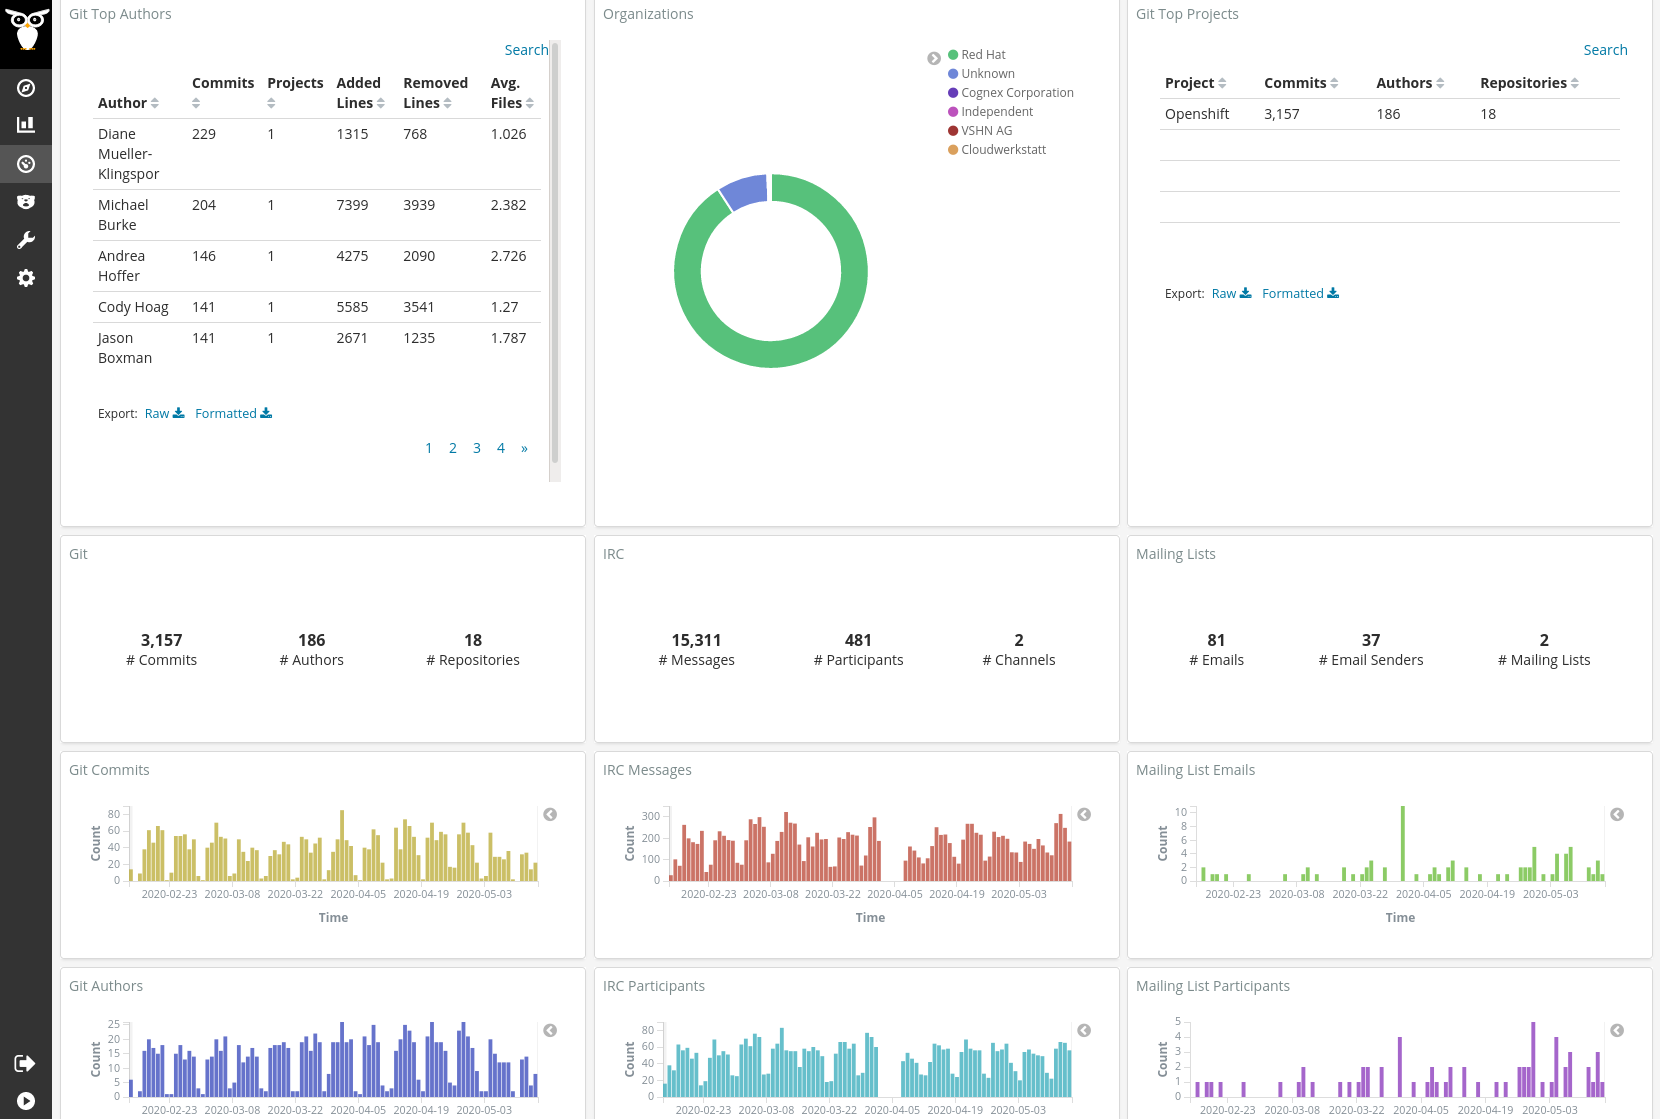 Git Top Authors
Search
Author Commits Projects Added Lines Removed Lines Avg. Files
Diane Mueller-Klingspor 229 1 1315 768 1.026
Michael Burke 204 1 7399 3939 2.382
Andrea Hoffer 146 1 4275 2090 2.726
Cody Hoag 141 1 5585 3541 1.27
Jason Boxman 141 1 2671 1235 1.787
Export: Raw Formatted
1 2 3 4 »
Organizations
Red Hat
Unknown
Cognex Corporation
Independent
VSHN AG
Cloudwerkstatt
Git Top Projects
Search
Project Commits Authors Repositories
Openshift 3,157 186 18
Export: Raw Formatted
Git
3,157 186 18
# Commits # Authors # Repositories
IRC
15,311 481 2
# Messages # Participants # Channels
Mailing Lists
81 37 2
# Emails # Email Senders # Mailing Lists
Git Commits
80
60
40
20
0
Count
2020-02-23 2020-03-08 2020-03-22 2020-04-05 2020-04-19 2020-05-03
Time
IRC Messages
300
200
100
0
Count
2020-02-23 2020-03-08 2020-03-22 2020-04-05 2020-04-19 2020-05-03
Time
Mailing List Emails
10
8
6
4
2
0
Count
2020-02-23 2020-03-08 2020-03-22 2020-04-05 2020-04-19 2020-05-03
Time
Git Authors
25
20
15
10
5
0
Count
2020-02-23 2020-03-08 2020-03-22 2020-04-05 2020-04-19 2020-05-03
IRC Participants
80
60
40
20
0
Count
2020-02-23 2020-03-08 2020-03-22 2020-04-05 2020-04-19 2020-05-03
Mailing List Participants
5
4
3
2
1
0
Count
2020-02-23 2020-03-08 2020-03-22 2020-04-05 2020-04-19 2020-05-03